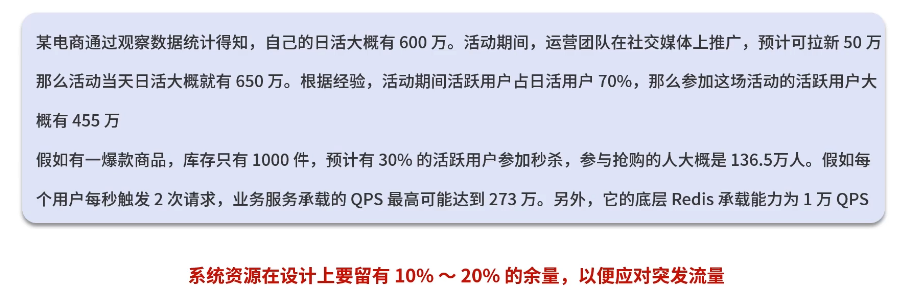 某电商通过观察数据统计得知，自己的日活大概有 600 万。活动期间，运营团队在社交媒体上推广，预计可拉新 50 万
那么活动当天日活大概就有 650 万。根据经验，活动期间活跃用户占日活用户 70%，那么参加这场活动的活跃用户大
概有 455 万
假如有一爆款商品，库存只有 1000 件，预计有 30% 的活跃用户参加秒杀，参与抢购的人大概是 136.5万人。假如每
个用户每秒触发 2 次请求，业务服务承载的 QPS 最高可能达到 273 万。另外，它的底层 Redis 承载能力为 1 万 QPS
系统资源在设计上要留有 10% ～ 20% 的余量，以便应对突发流量